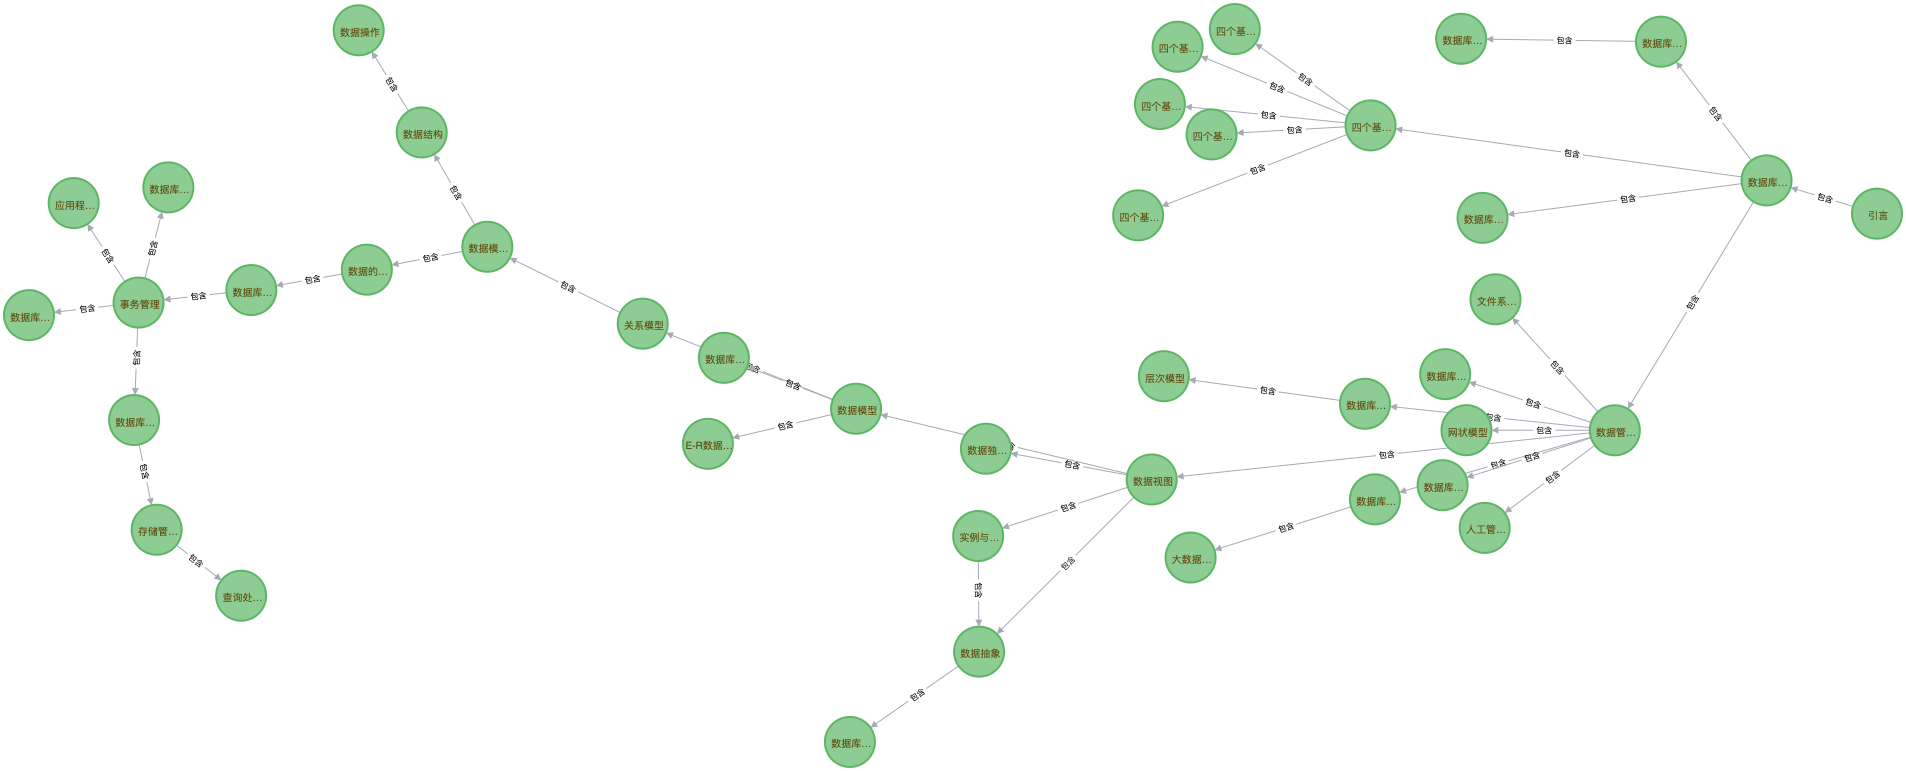 数据操作
四个基...
四个基...
数据库...
数据库...
包含
包含
包含
包含
四个基...
包含
包含
数据结构
四个基...
包含
四个基...
包含
包含
包含
数据库...
数据库...
应用程...
包含
包含
包含
四个基...
数据库...
引言
包含
包含
数据模...
包含
数据的...
包含
数据库...
包含
包含
文件系...
包含
事务管理
包含
数据库...
关系模型
包含
数据库...
包含
包含
包含
层次模型
数据库...
包含
数据库...
包含
数据模型
包含
数据库...
包含
E-R数据...
网状模型
包含
数据管...
含
数据独...
包含
包含
包含
包含
包含
包含
数据视图
数据库...
数据库...
包含
实例与...
人工管...
存储管...
包含
包含
大数据...
包含
包含
查询处...
数据抽象
包含
数据库...